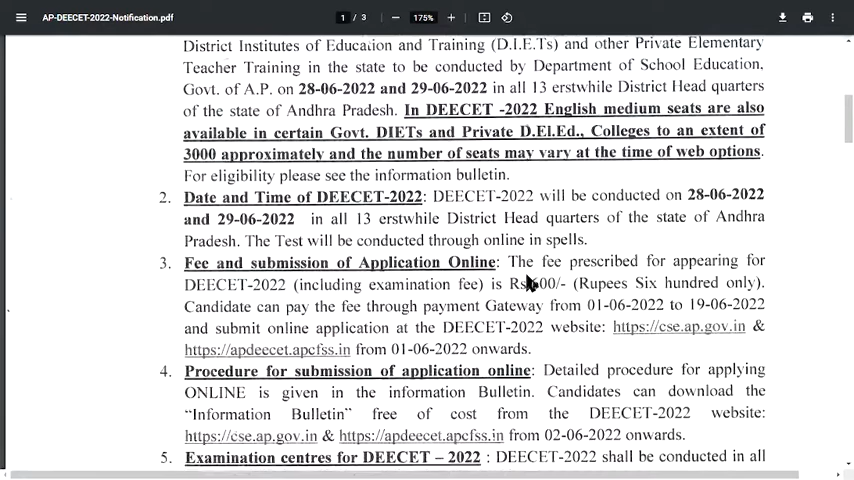 AP-DEECET-2022-Notification.pdf
1 / 3
175%
District Institutes of Education and Training (D.I.E.Ts) and other Private Elementary
Teacher Training in the state to be conducted by Department of School Education,
Govt. of A.P. on 28-06-2022 and 29-06-2022 in all 13 erstwhile District Head quarters
of the state of Andhra Pradesh. In DEECET -2022 English medium seats are also
available in certain Govt. DIETs and Private D.El.Ed., Colleges to an extent of
3000 approximately and the number of seats may vary at the time of web options.
For eligibility please see the information bulletin.
2. Date and Time of DEECET-2022: DEECET-2022 will be conducted on 28-06-2022
and 29-06-2022 in all 13 erstwhile District Head quarters of the state of Andhra
Pradesh. The Test will be conducted through online in spells.
3. Fee and submission of Application Online: The fee prescribed for appearing for
DEECET-2022 (including examination fee) is Rs.600/- (Rupees Six hundred only).
Candidate can pay the fee through payment Gateway from 01-06-2022 to 19-06-2022
and submit online application at the DEECET-2022 website: https://cse.ap.gov.in &
https://apdeecet.apcfss.in from 01-06-2022 onwards.
4. Procedure for submission of application online: Detailed procedure for applying
ONLINE is given in the information Bulletin. Candidates can download the
“Information Bulletin” free of cost from the DEECET-2022 website:
https://cse.ap.gov.in & https://apdeecet.apcfss.in from 02-06-2022 onwards.
5. Examination centres for DEECET – 2022 : DEECET-2022 shall be conducted in all